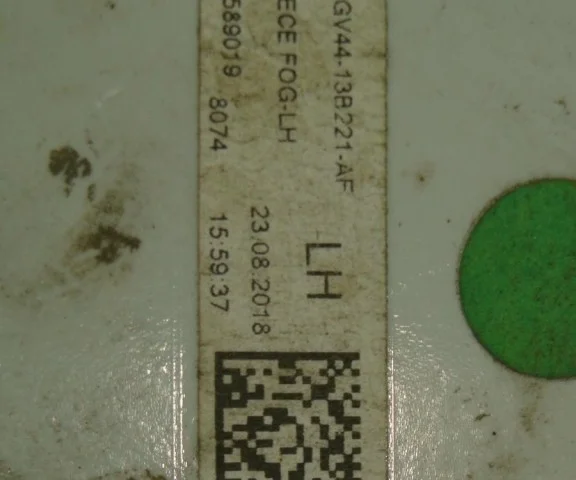 GV44-13B221-AF
ECE FOG-LH
LH
23.08.2018
589019 8074
15:59:37